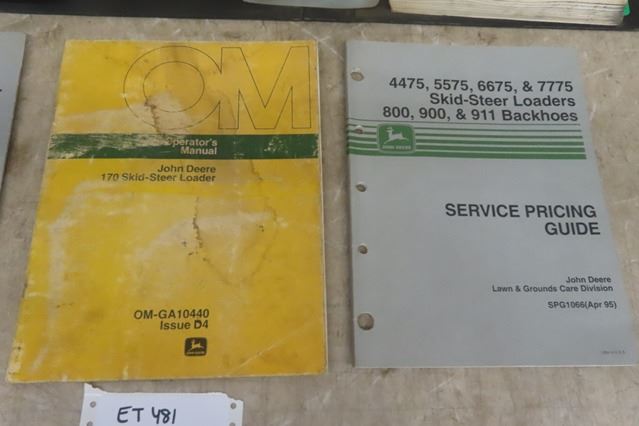 OM
Operator's
Manual
John Deere
170 Skid-Steer Loader
OM-GA10440
Issue D4
4475, 5575, 6675, & 7775
Skid-Steer Loaders
800, 900, & 911 Backhoes
JOHN DEERE
SERVICE PRICING
GUIDE
John Deere
Lawn & Grounds Care Division
SPG1066(Apr 95)
ET 481